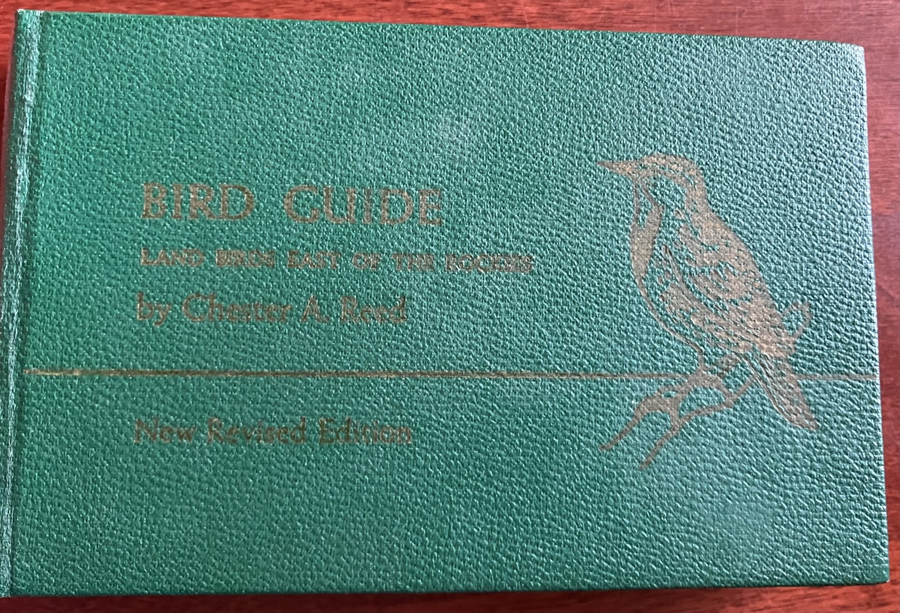 BIRD GUIDE
LAND BIRDS EAST OF THE ROCKIES
by Chester A. Reed
New Revised Edition